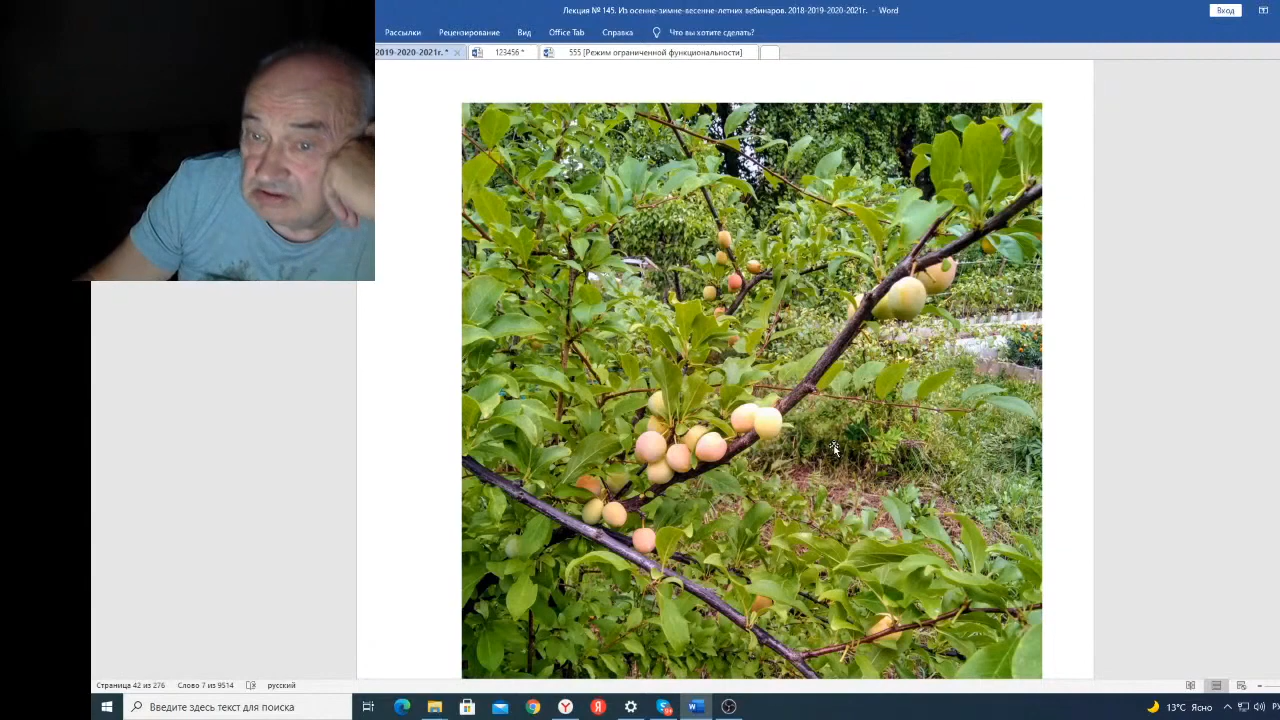 Лекция № 145. Из осенне-зимне-весенне-летних вебинаров. 2018-2019-2020-2021г. - Word
Вход
Рассылки Рецензирование Вид Office Tab Справка Что вы хотите сделать?
2019-2020-2021г. * 123456 * 555 [Режим ограниченной функциональности]
Страница 42 из 276 Слово 7 из 9514 русский
Введите здесь текст для поиска
13°C Ясно